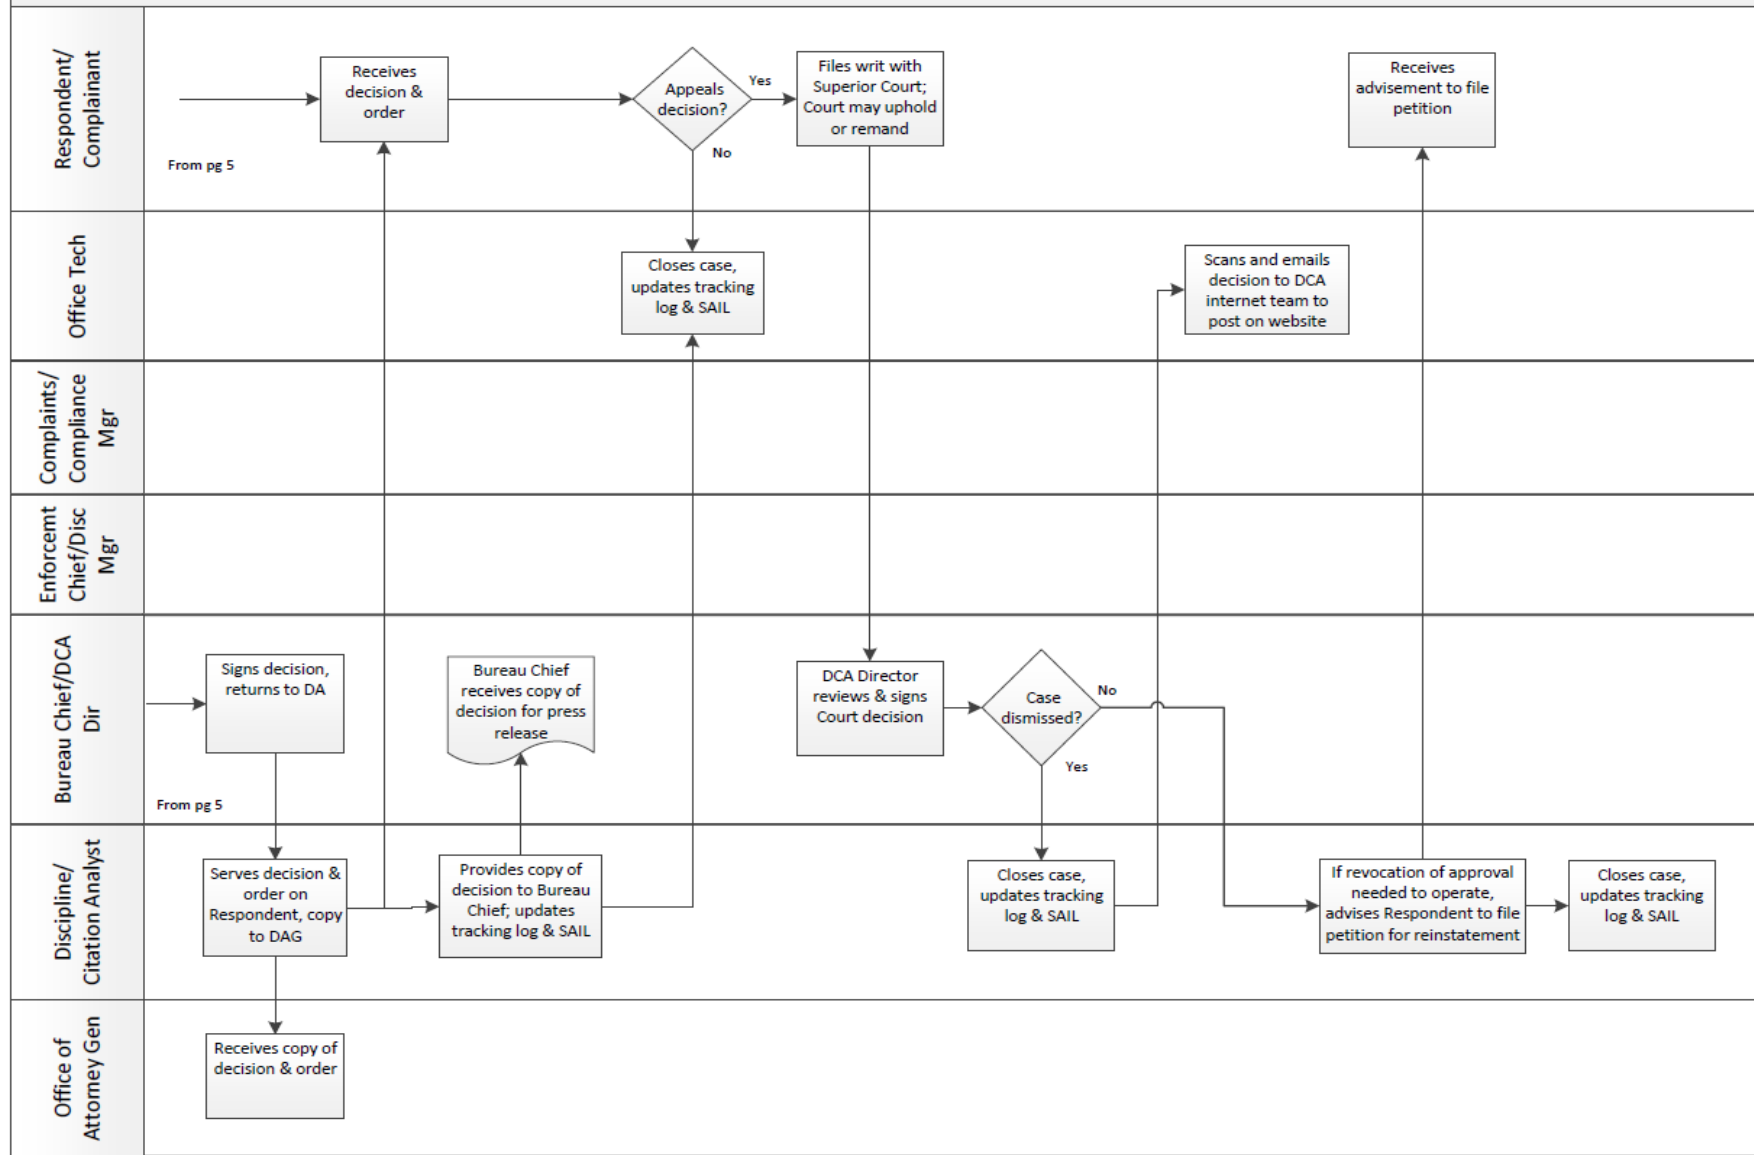 Respondent/
Complainant
Receives
decision &
order
From pg 5
Appeals
decision?
Yes
No
Files writ with
Superior Court;
Court may uphold
or remand
Receives
advisement to file
petition
Office Tech
Closes case,
updates tracking
log & SAIL
Scans and emails
decision to DCA
internet team to
post on website
Complaints/
Compliance
Mgr
Enforcemt
Chief/Disc
Mgr
Bureau Chief/DCA
Dir
Signs decision,
returns to DA
From pg 5
Bureau Chief
receives copy of
decision for press
release
DCA Director
reviews & signs
Court decision
Case
dismissed?
No
Yes
Discipline/
Citation Analyst
Serves decision &
order on
Respondent, copy
to DAG
Provides copy of
decision to Bureau
Chief; updates
tracking log & SAIL
Closes case,
updates tracking
log & SAIL
If revocation of approval
needed to operate,
advises Respondent to file
petition for reinstatement
Closes case,
updates tracking
log & SAIL
Office of
Attorney Gen
Receives copy of
decision & order